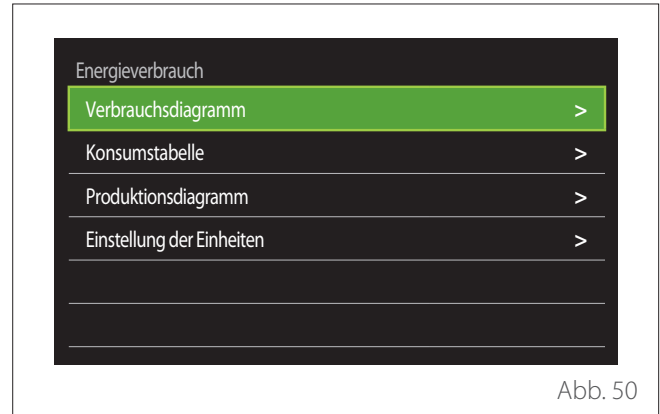 Energieverbrauch
Verbrauchsdiagramm >
Konsumstabelle >
Produktionsdiagramm >
Einstellung der Einheiten >
Abb. 50